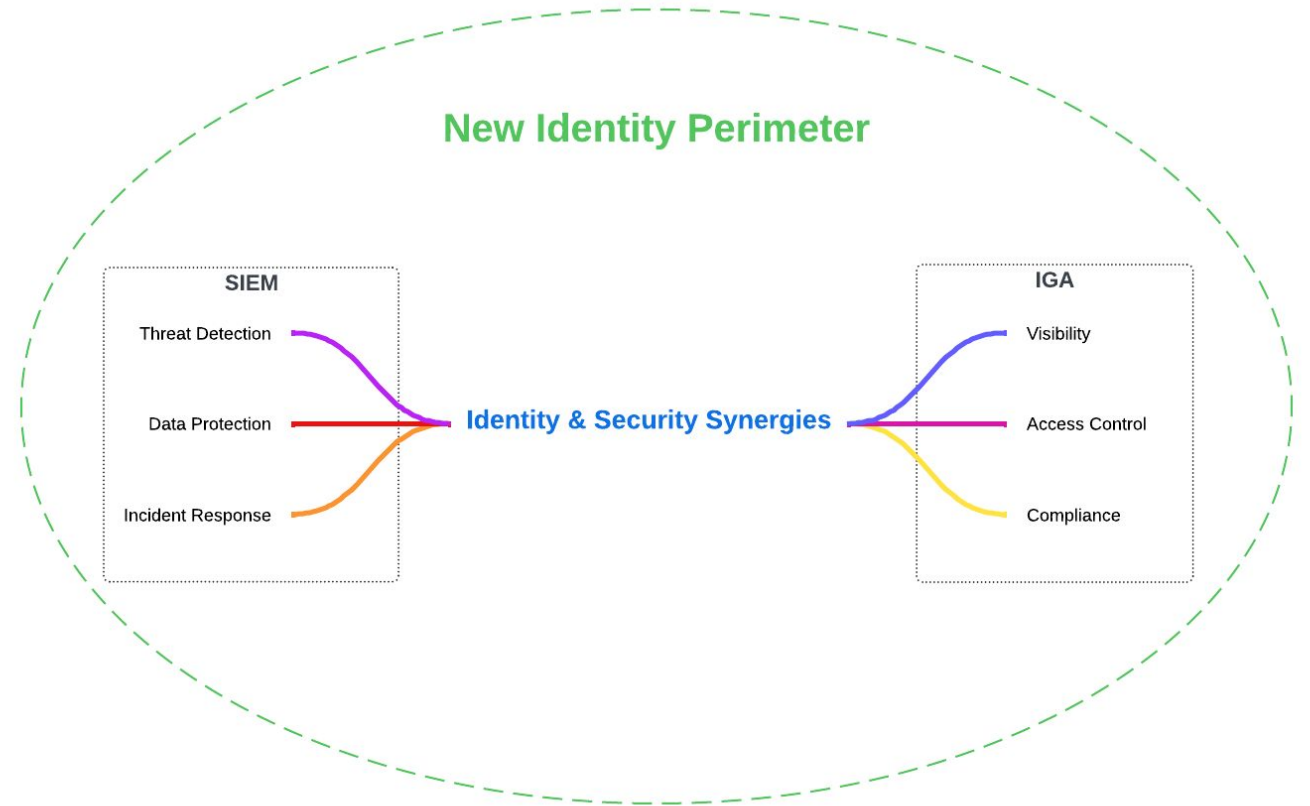 New Identity Perimeter
SIEM
Threat Detection
Data Protection
Incident Response
Identity & Security Synergies
IGA
Visibility
Access Control
Compliance